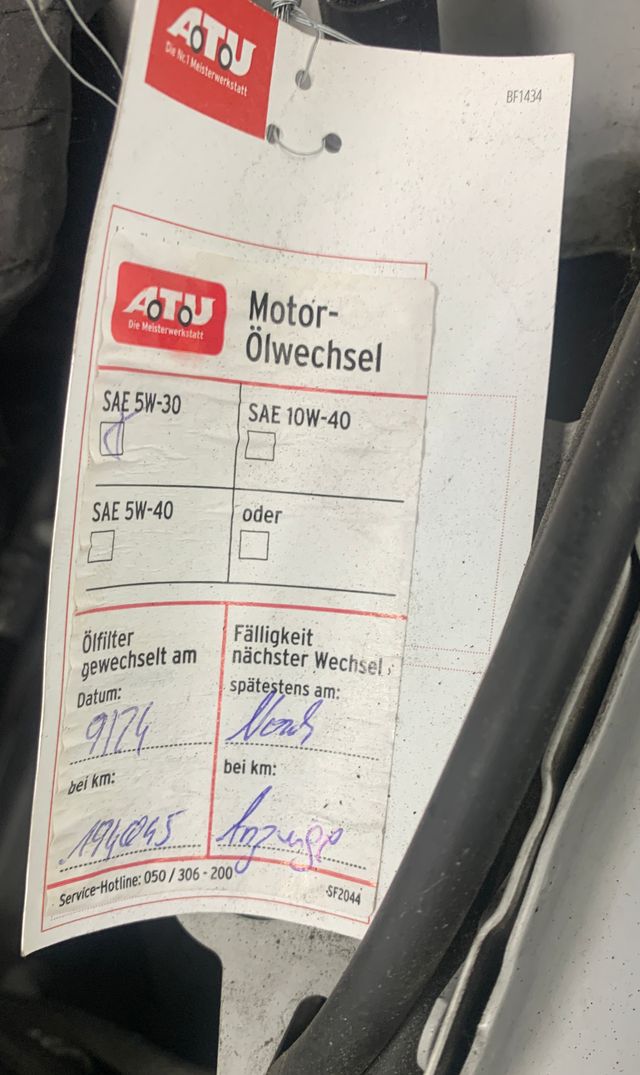 ATU
Die Nr.1 Meisterwerkstatt
BF1434
ATU
Die Meisterwerkstatt
Motor-
Ölwechsel
SAE 5W-30
SAE 10W-40
SAE 5W-40
oder
Ölfilter
gewechselt am
Datum:
9/24
bei km:
Fälligkeit
nächster Wechsel
spätestens am:
Nach
bei km:
Anzeige
Service-Hotline: 050 / 306 - 200
SF2044